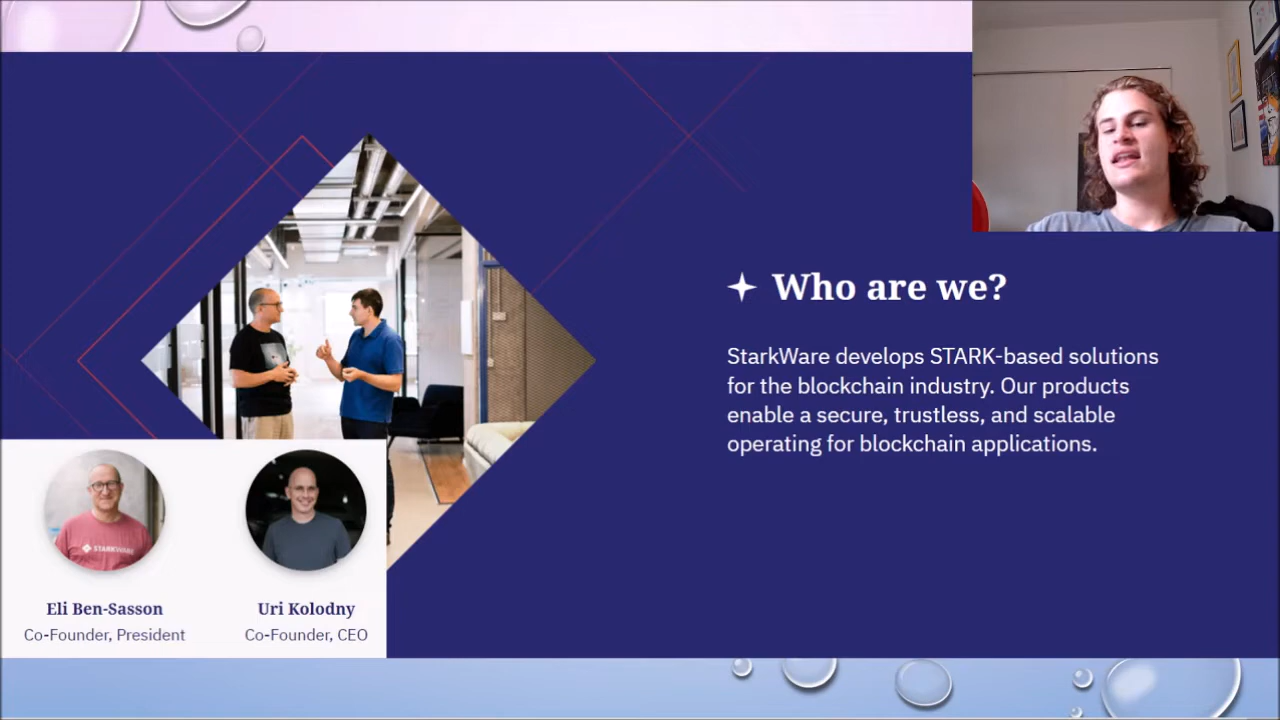 Who are we?
StarkWare develops STARK-based solutions
for the blockchain industry. Our products
enable a secure, trustless, and scalable
operating for blockchain applications.
STARKWARE
Eli Ben-Sasson
Co-Founder, President
Uri Kolodny
Co-Founder, CEO